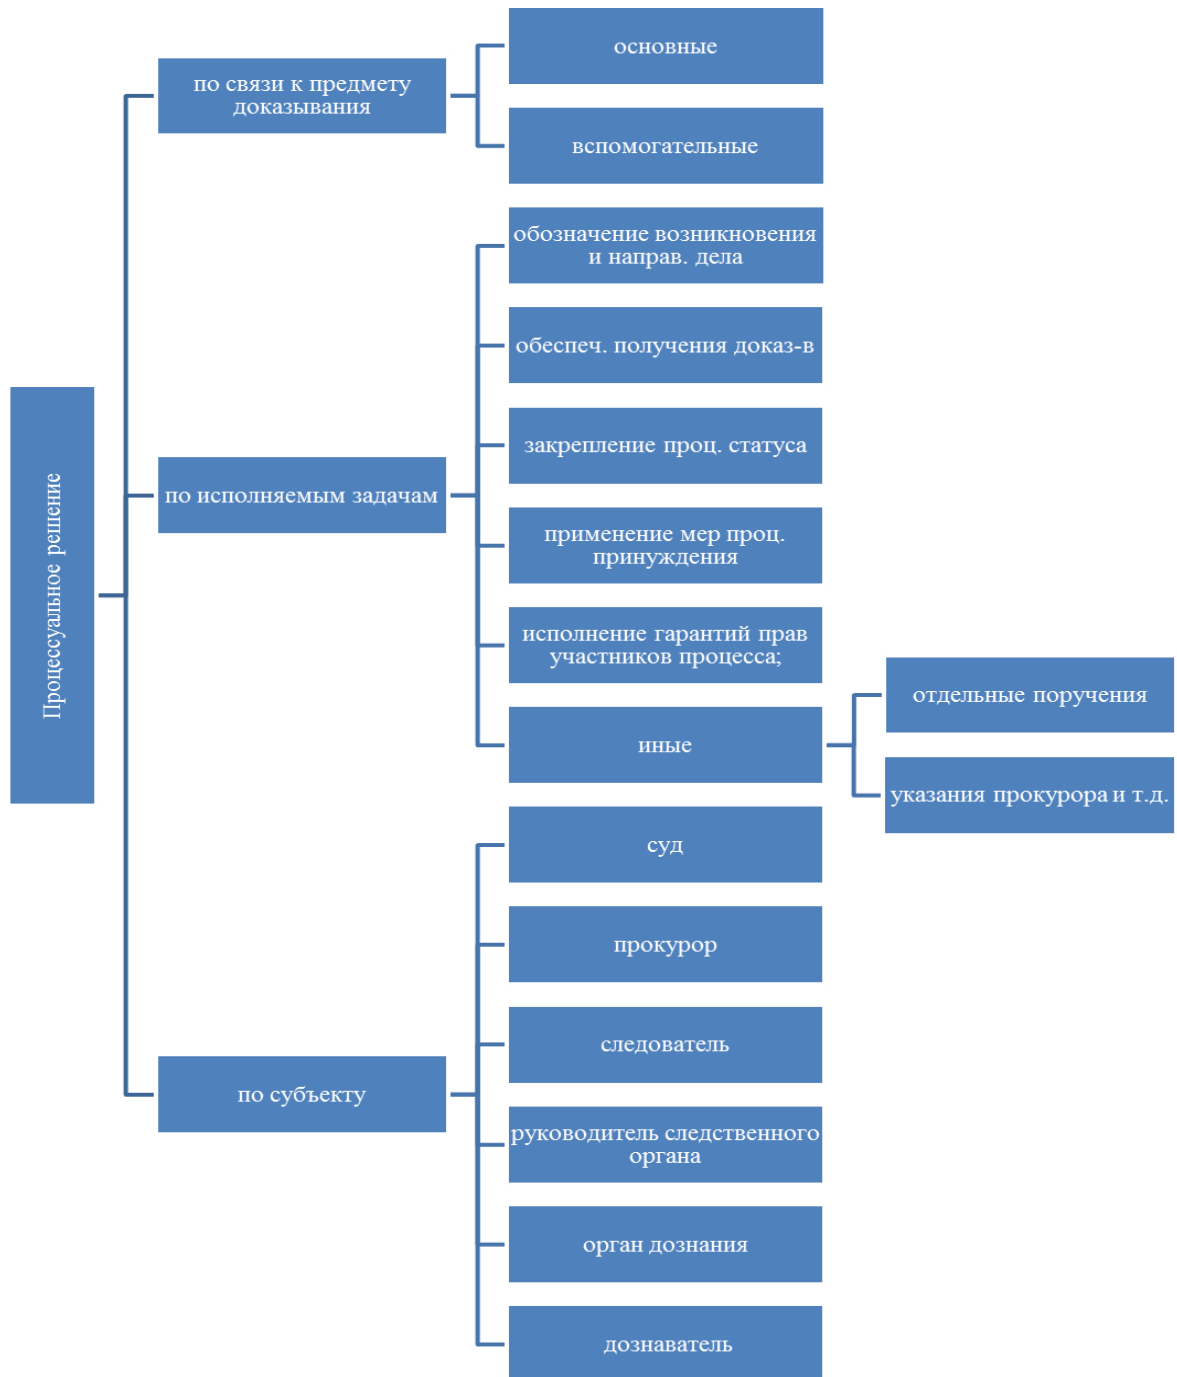 Процессуальное решение
по связи к предмету
доказывания
основные
вспомогательные
по исполняемым задачам
обозначение возникновения
и направ. дела
обеспеч. получения доказ-в
закрепление проц. статуса
применение мер проц.
принуждения
исполнение гарантий прав
участников процесса;
иные
отдельные поручения
указания прокурора и т.д.
по субъекту
суд
прокурор
следователь
руководитель следственного
органа
орган дознания
дознаватель